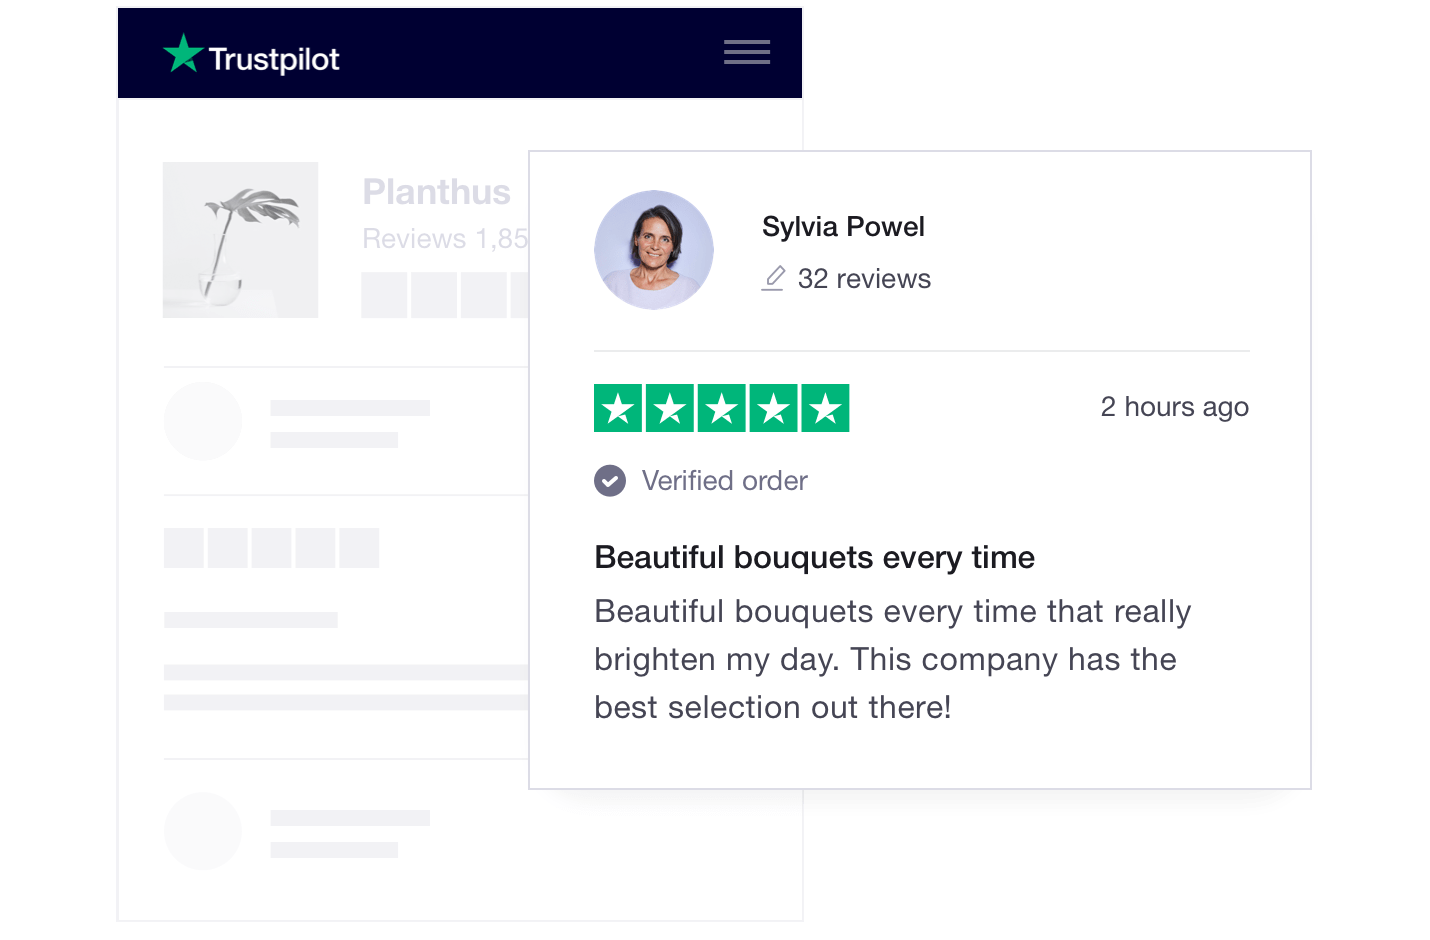 Trustpilot
Planthus
Reviews 1,85
Sylvia Powel
32 reviews
2 hours ago
Verified order
Beautiful bouquets every time
Beautiful bouquets every time that really
brighten my day. This company has the
best selection out there!